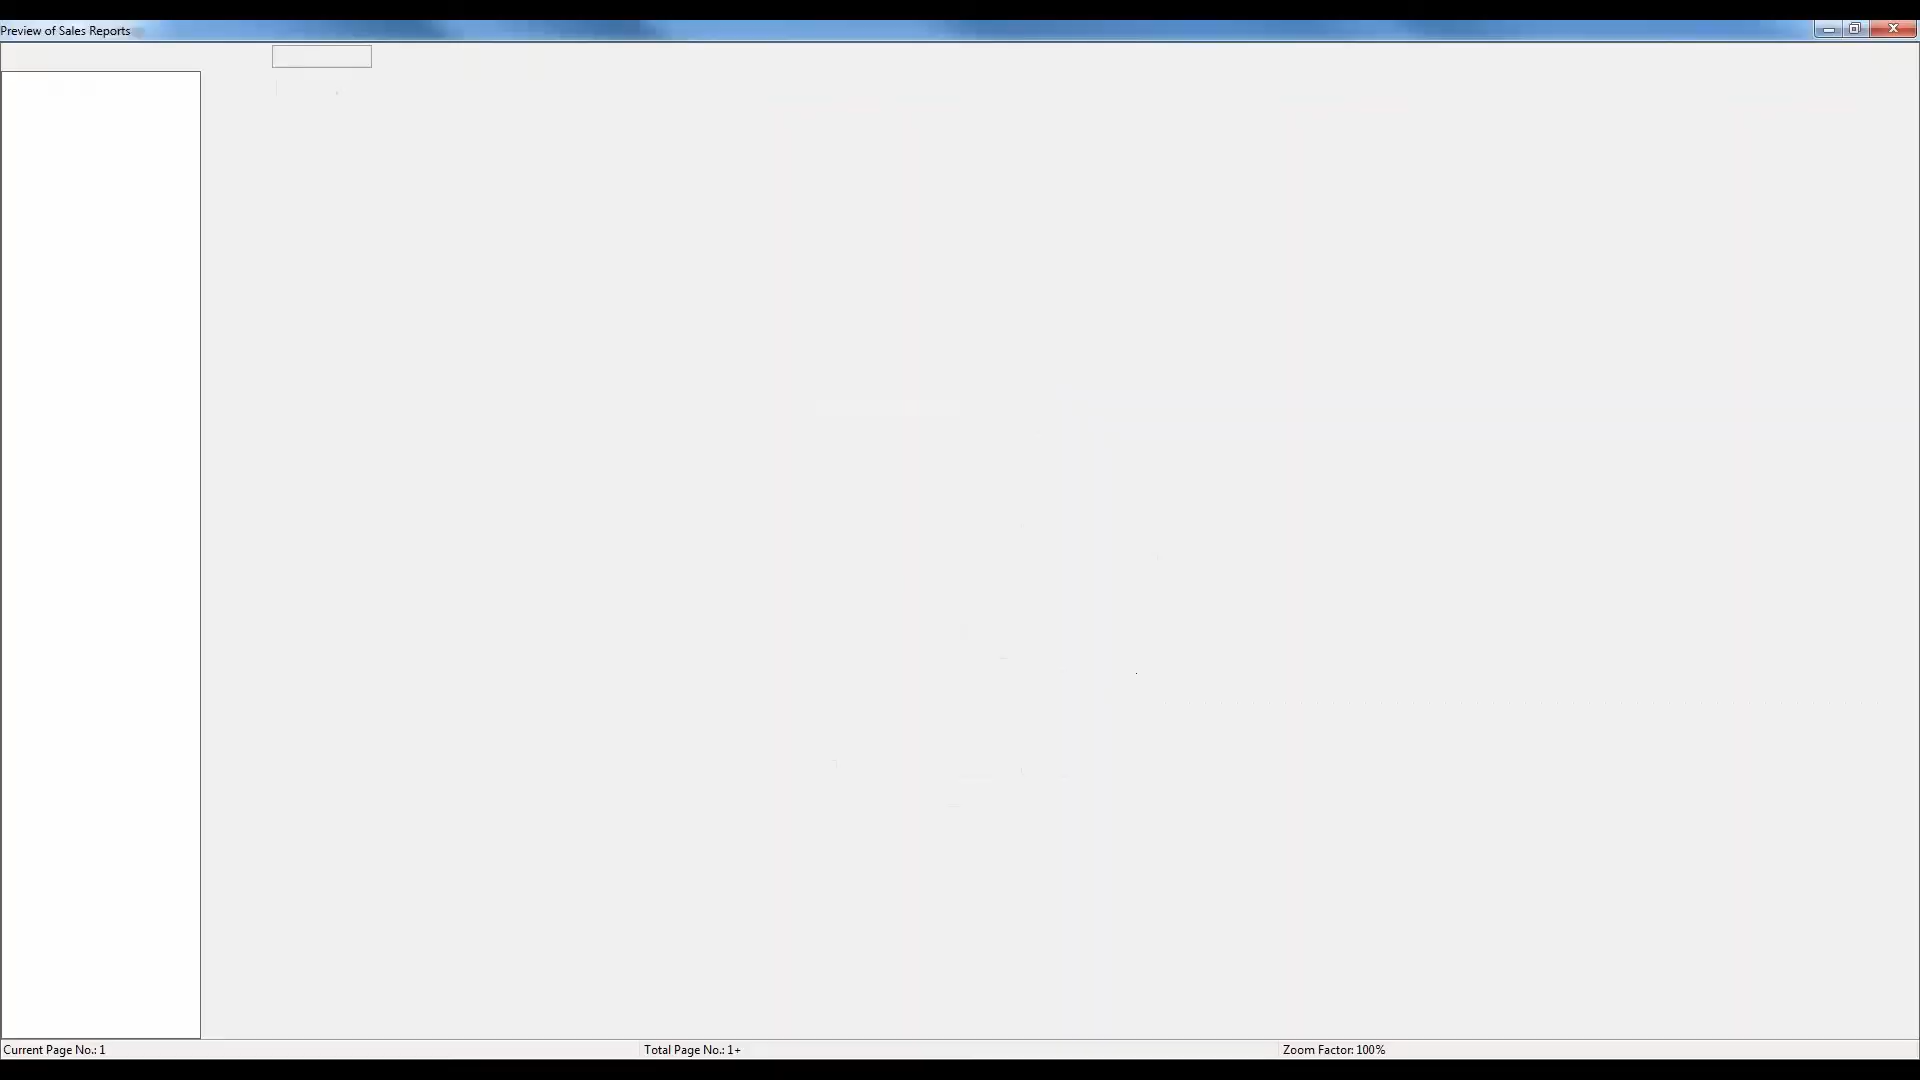 Preview of Sales Reports
Current Page No.: 1
Total Page No.: 1+
Zoom Factor: 100%